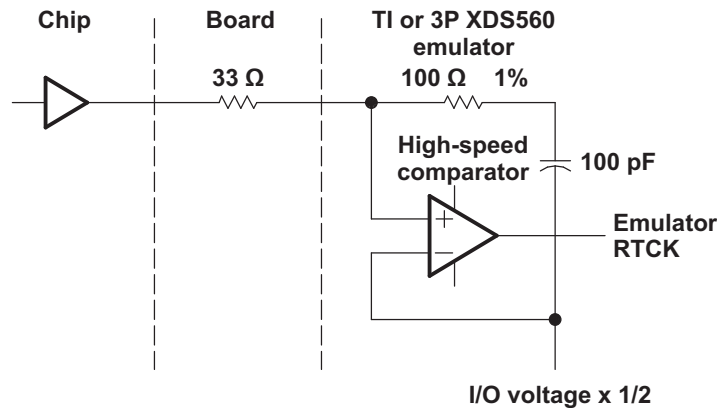 Chip
Board
TI or 3P XDS560
emulator
33 Ω
100 Ω 1%
High-speed
comparator
100 pF
+
−
Emulator
RTCK
I/O voltage x 1/2